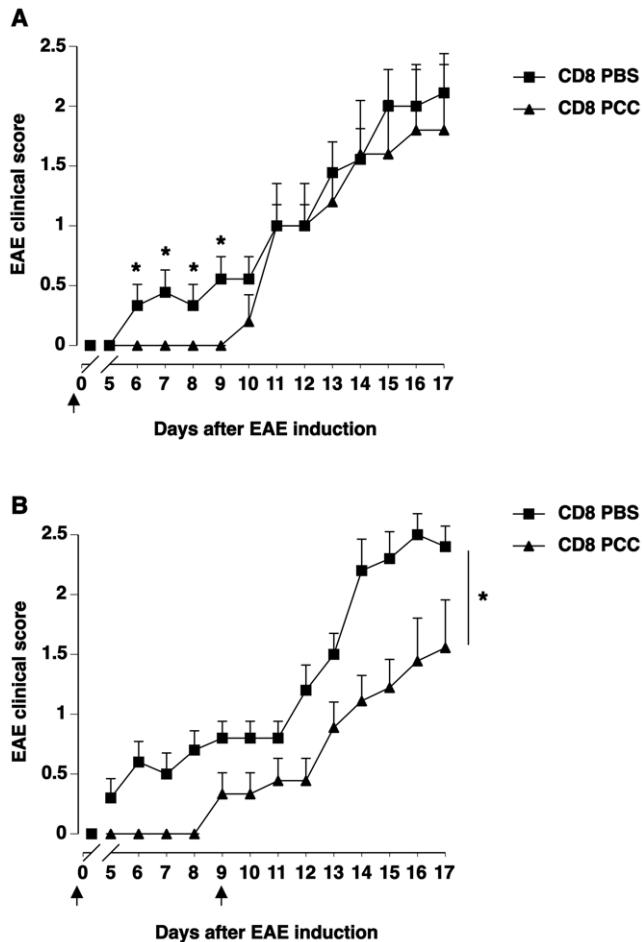 A
2.5
2
1.5
1
0.5
0
EAE clinical score
* * * *
CD8 PBS
CD8 PCC
0 5 6 7 8 9 10 11 12 13 14 15 16 17
Days after EAE induction
B
2.5
2
1.5
1
0.5
0
EAE clinical score
CD8 PBS
CD8 PCC
*
0 5 6 7 8 9 10 11 12 13 14 15 16 17
Days after EAE induction